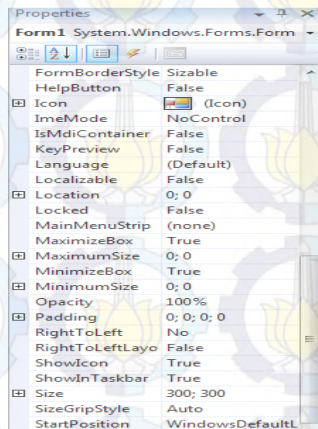 Properties
Form1 System.Windows.Forms.Form
FormBorderStyle Sizable
HelpButton False
Icon (Icon)
ImeMode NoControl
IsMdiContainer False
KeyPreview False
Language (Default)
Localizable False
Location 0; 0
Locked False
MainMenuStrip (none)
MaximizeBox True
MaximumSize 0; 0
MinimizeBox True
MinimumSize 0; 0
Opacity 100%
Padding 0; 0; 0; 0
RightToLeft No
RightToLeftLayo False
ShowIcon True
ShowInTaskbar True
Size 300; 300
SizeGripStyle Auto
StartPosition WindowsDefaultL